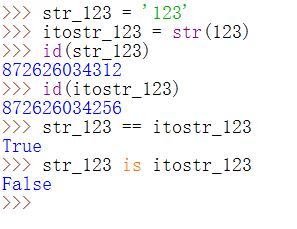 >>> str_123 = '123'
>>> itostr_123 = str(123)
>>> id(str_123)
872626034312
>>> id(itostr_123)
872626034256
>>> str_123 == itostr_123
True
>>> str_123 is itostr_123
False
>>>